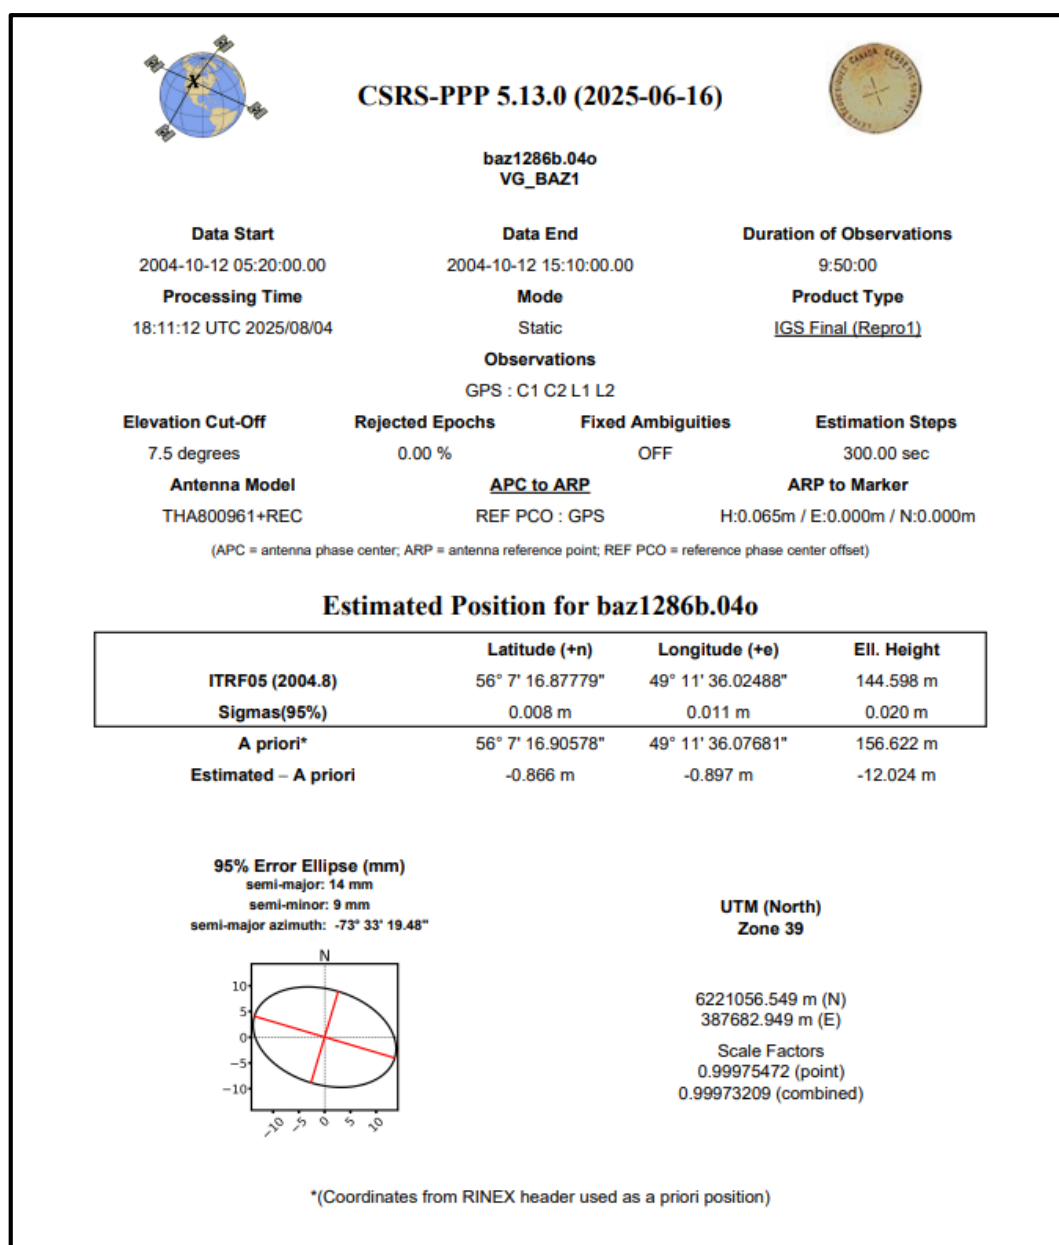 CSRS-PPP 5.13.0 (2025-06-16)
baz1286b.04o
VG_BAZ1
Data Start Data End Duration of Observations
2004-10-12 05:20:00.00 2004-10-12 15:10:00.00 9:50:00
Processing Time Mode Product Type
18:11:12 UTC 2025/08/04 Static IGS Final (Repro1)
Observations
GPS : C1 C2 L1 L2
Elevation Cut-Off Rejected Epochs Fixed Ambiguities Estimation Steps
7.5 degrees 0.00 % OFF 300.00 sec
Antenna Model APC to ARP ARP to Marker
THA800961+REC REF PCO : GPS H:0.065m / E:0.000m / N:0.000m
(APC = antenna phase center; ARP = antenna reference point; REF PCO = reference phase center offset)
Estimated Position for baz1286b.04o
Latitude (+n) Longitude (+e) Ell. Height
ITRF05 (2004.8) 56° 7' 16.87779" 49° 11' 36.02488" 144.598 m
Sigmas(95%) 0.008 m 0.011 m 0.020 m
A priori* 56° 7' 16.90578" 49° 11' 36.07681" 156.622 m
Estimated – A priori -0.866 m -0.897 m -12.024 m
95% Error Ellipse (mm)
semi-major: 14 mm
semi-minor: 9 mm
semi-major azimuth: -73° 33' 19.48"
UTM (North)
Zone 39
N
10
5
0
−5
−10
−10 −5 0 5 10
6221056.549 m (N)
387682.949 m (E)
Scale Factors
0.99975472 (point)
0.99973209 (combined)
*(Coordinates from RINEX header used as a priori position)